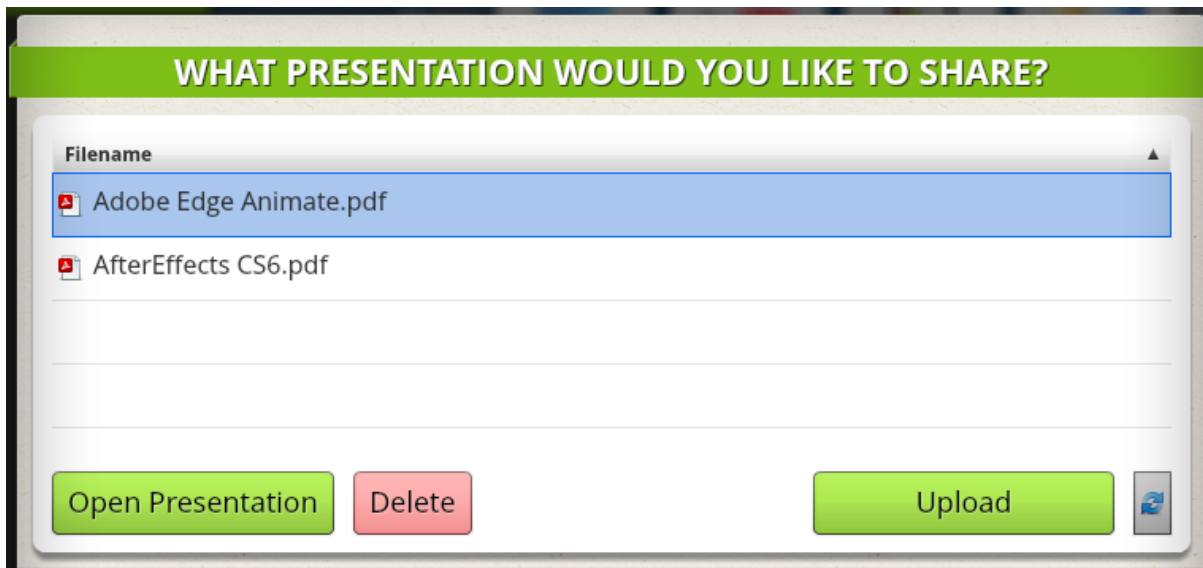 WHAT PRESENTATION WOULD YOU LIKE TO SHARE?
Filename
Adobe Edge Animate.pdf
AfterEffects CS6.pdf
Open Presentation Delete Upload